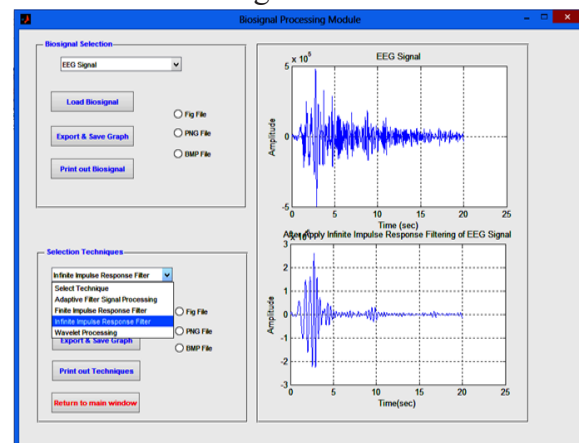 Biosignal Processing Module
Biosignal Selection
EEG Signal
Load Biosignal
Export & Save Graph
Print out Biosignal
Fig File
PNG File
BMP File
EEG Signal
x 10^5
5
0
-5
Amplitude
0 5 10 15 20 25
Time (sec)
Selection Techniques
Infinite Impulse Response Filter
Select Technique
Adaptive Filter Signal Processing
Finite Impulse Response Filter
Infinite Impulse Response Filter
Wavelet Processing
Export & Save Graph
Print out Techniques
Return to main window
Fig File
PNG File
BMP File
After Apply Infinite Impulse Response Filtering of EEG Signal
3
2
1
0
-1
-2
-3
Amplitude
0 5 10 15 20 25
Time(sec)